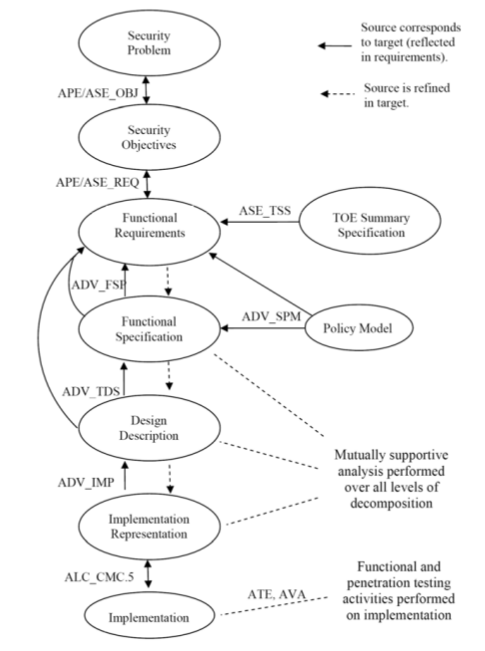 Security
Problem
Source corresponds
to target (reflected
in requirements).
Source is refined
in target.
APE/ASE_OBJ
Security
Objectives
APE/ASE_REQ
Functional
Requirements
ASE_TSS
TOE Summary
Specification
ADV_FSP
Functional
Specification
ADV_SPM
Policy Model
ADV_TDS
Design
Description
Mutually supportive
analysis performed
over all levels of
decomposition
ADV_IMP
Implementation
Representation
ALC_CMC.5
Functional and
penetration testing
activities performed
on implementation
ATE, AVA
Implementation